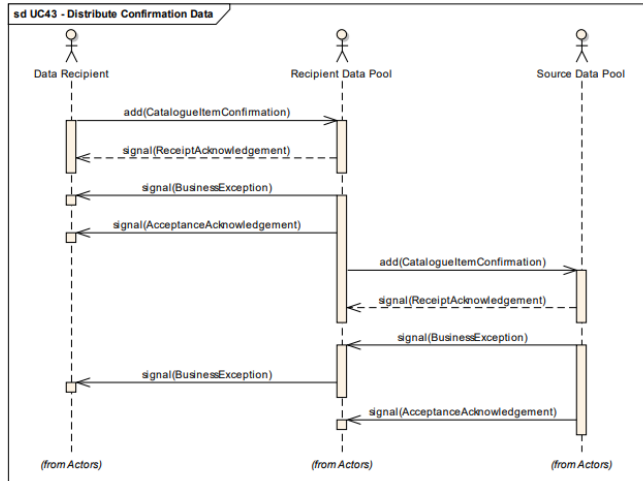 sd UC43 - Distribute Confirmation Data
Data Recipient Recipient Data Pool Source Data Pool
add(CatalogueItemConfirmation)
signal(ReceiptAcknowledgement)
signal(BusinessException)
signal(AcceptanceAcknowledgement)
add(CatalogueItemConfirmation)
signal(ReceiptAcknowledgement)
signal(BusinessException)
signal(BusinessException)
signal(AcceptanceAcknowledgement)
(from Actors) (from Actors) (from Actors)